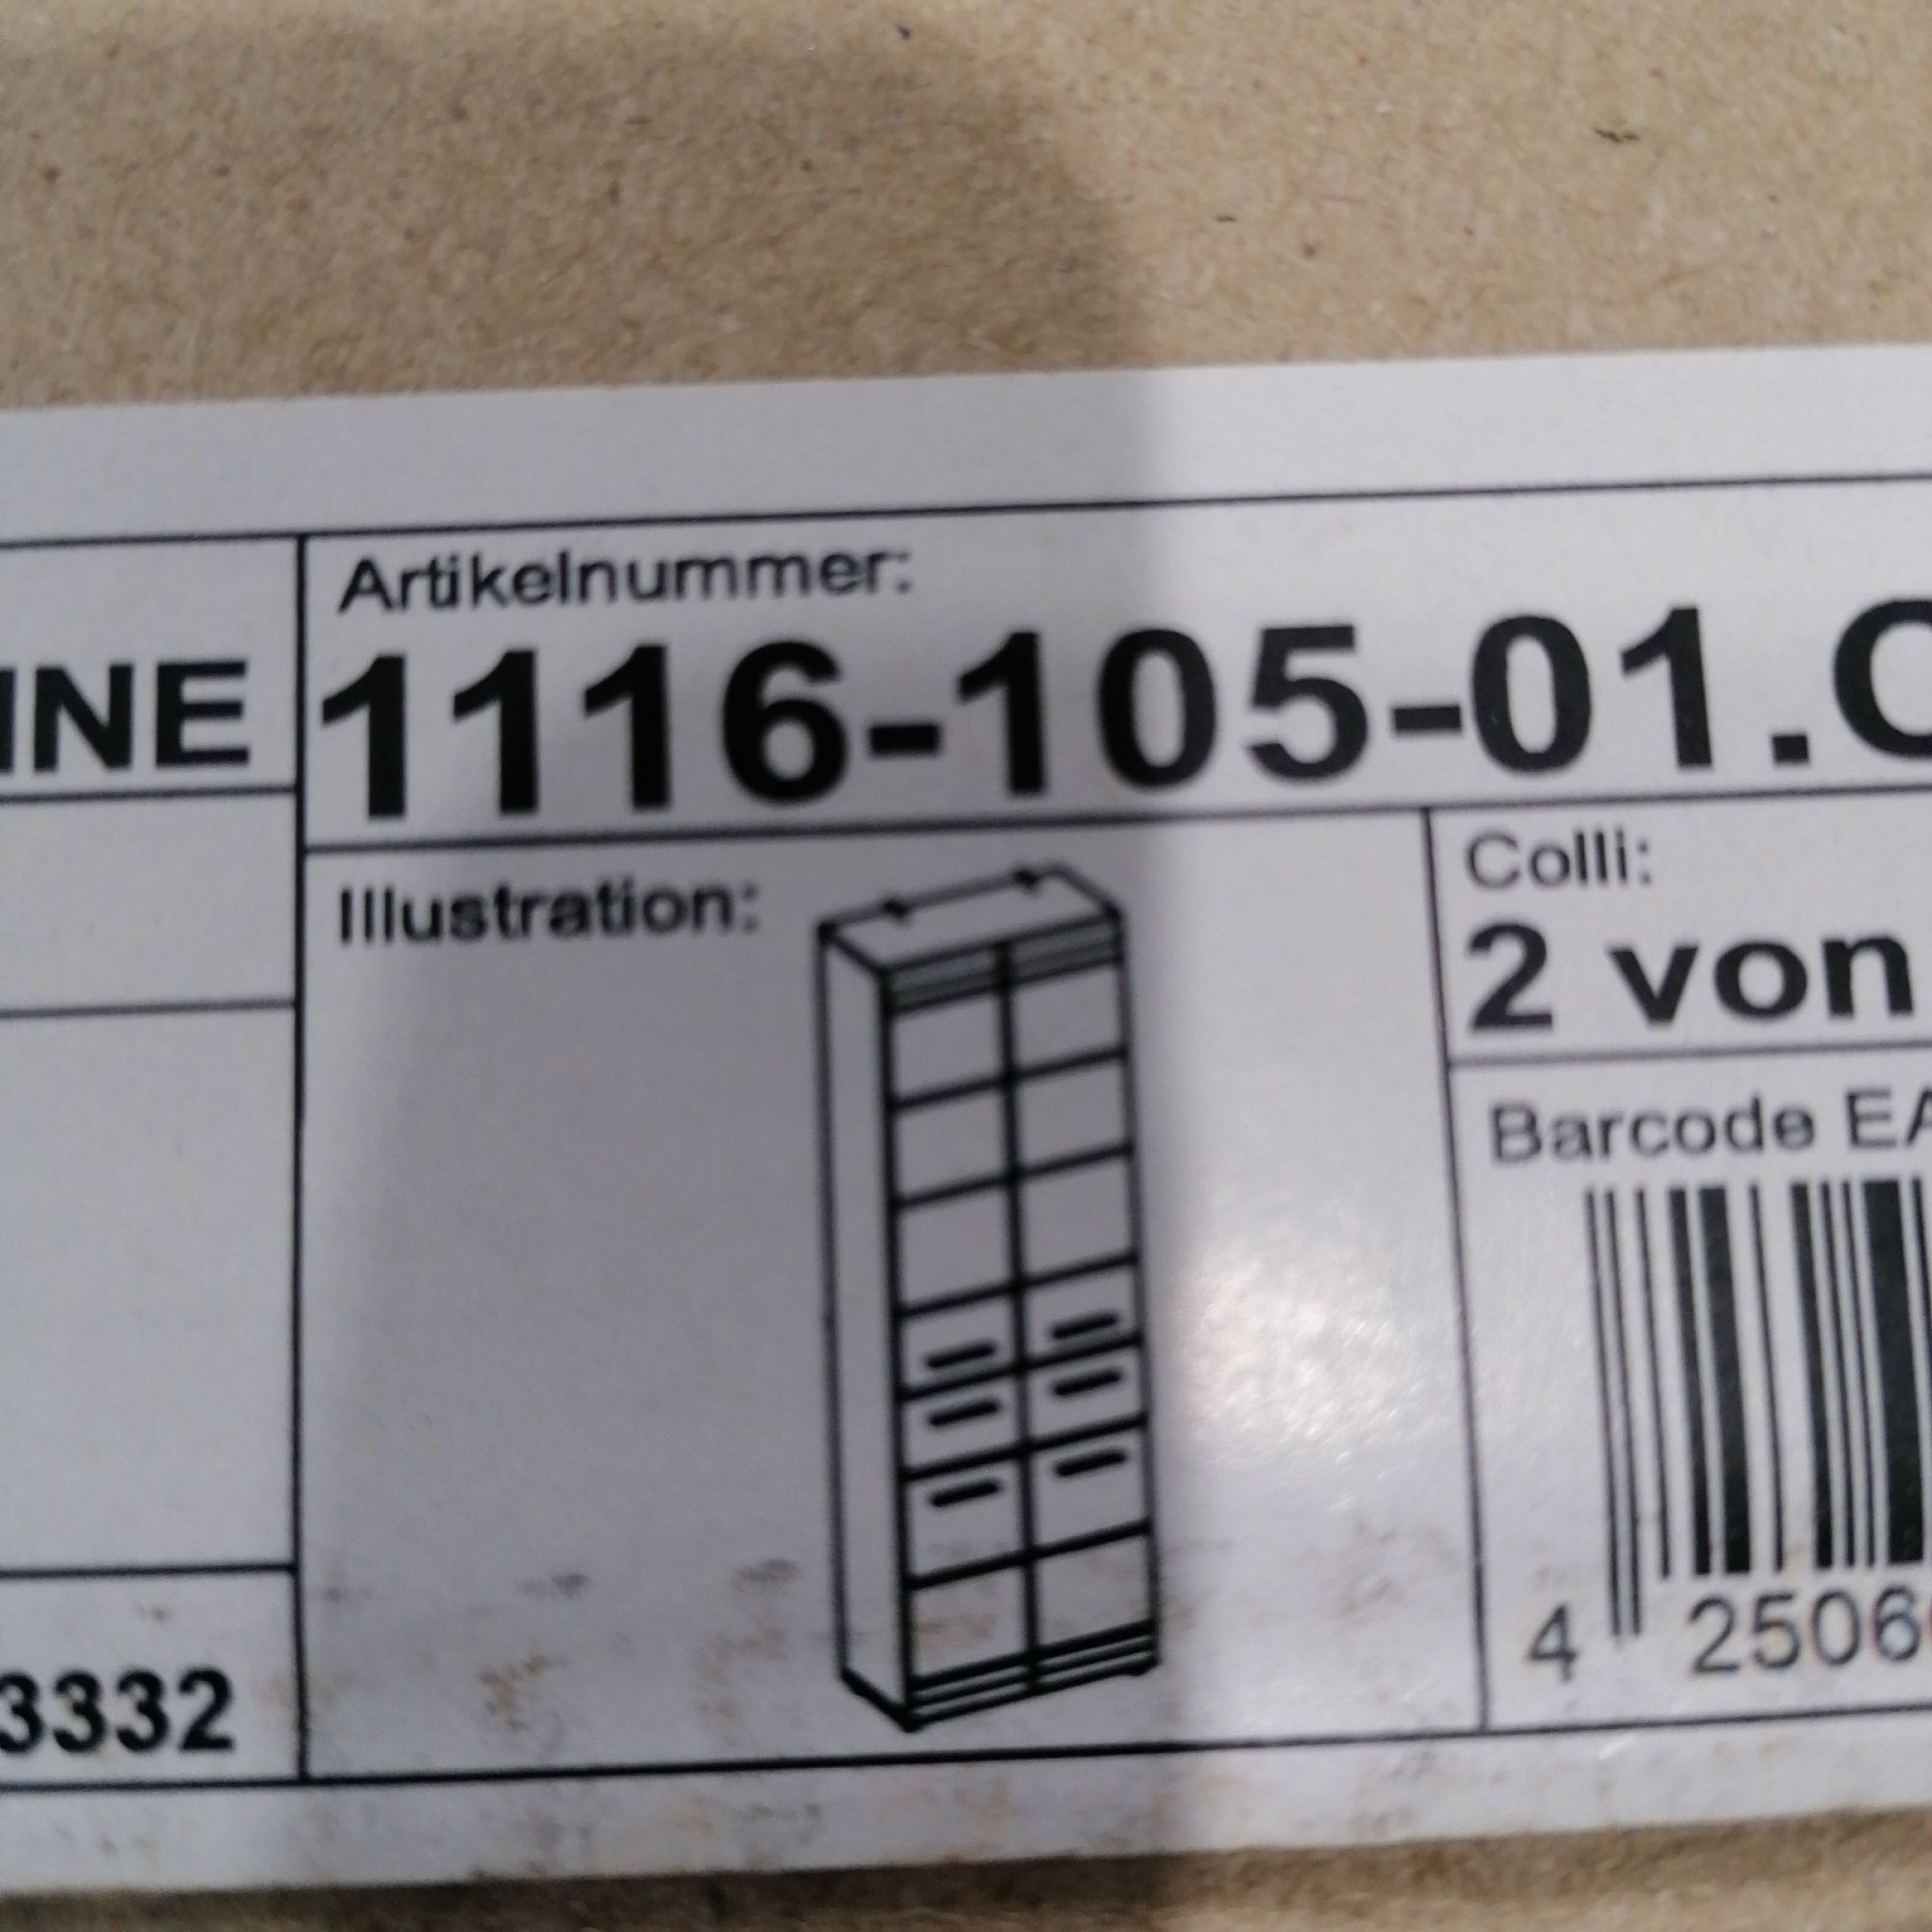 Artikelnummer:
INE
1116-105-01.
Illustration:
Colli:
2 von
Barcode
4 2506
3332